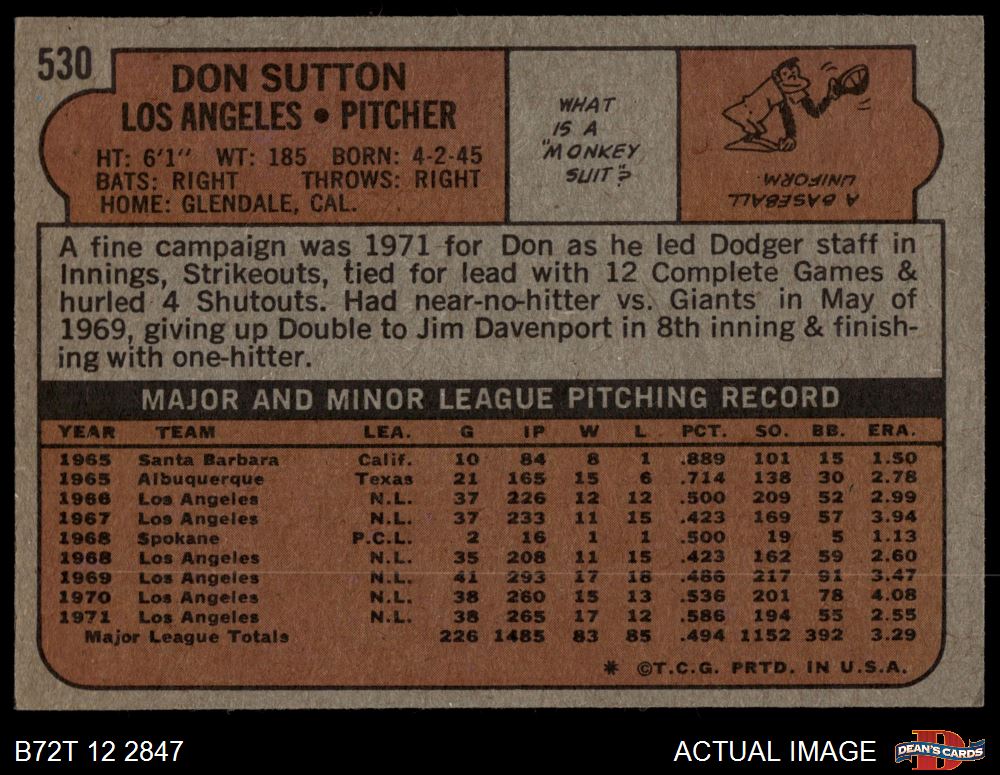 530
DON SUTTON
LOS ANGELES • PITCHER
HT: 6'1" WT: 185 BORN: 4-2-45
BATS: RIGHT THROWS: RIGHT
HOME: GLENDALE, CAL.
WHAT
IS A
"MONKEY
SUIT?
A BASEBALL
UNIFORM.
A fine campaign was 1971 for Don as he led Dodger staff in
Innings, Strikeouts, tied for lead with 12 Complete Games &
hurled 4 Shutouts. Had near-no-hitter vs. Giants in May of
1969, giving up Double to Jim Davenport in 8th inning & finish-
ing with one-hitter.
MAJOR AND MINOR LEAGUE PITCHING RECORD
YEAR TEAM LEA. G IP W L PCT. SO. BB. ERA.
1965 Santa Barbara Calif. 10 84 8 1 .889 101 15 1.50
1965 Albuquerque Texas 21 165 15 6 .714 138 30 2.78
1966 Los Angeles N.L. 37 226 12 12 .500 209 52 2.99
1967 Los Angeles N.L. 37 233 11 15 .423 169 57 3.94
1968 Spokane P.C.L. 2 16 1 1 .500 19 5 1.13
1968 Los Angeles N.L. 35 208 11 15 .423 162 59 2.60
1969 Los Angeles N.L. 41 293 17 18 .486 217 91 3.47
1970 Los Angeles N.L. 38 260 15 13 .536 201 78 4.08
1971 Los Angeles N.L. 38 265 17 12 .586 194 55 2.55
Major League Totals 226 1485 83 85 .494 1152 392 3.29
* ©T.C.G. PRTD. IN U.S.A.
B72T 12 2847
ACTUAL IMAGE
DEAN'S CARDS